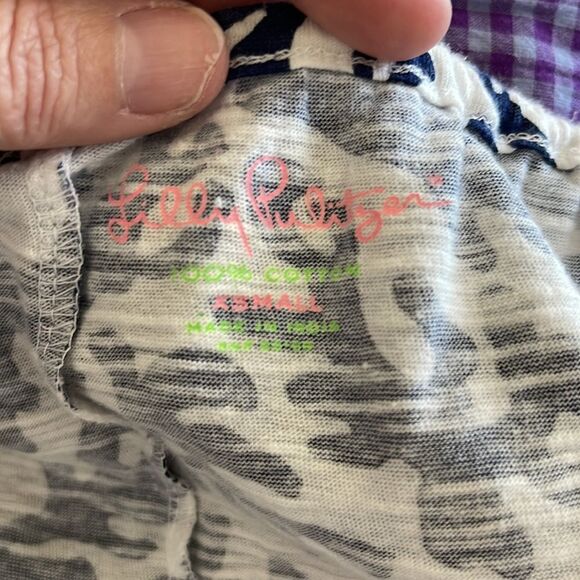 Lilly Pulitzer®
100% COTTON
XSMALL
MADE IN INDIA